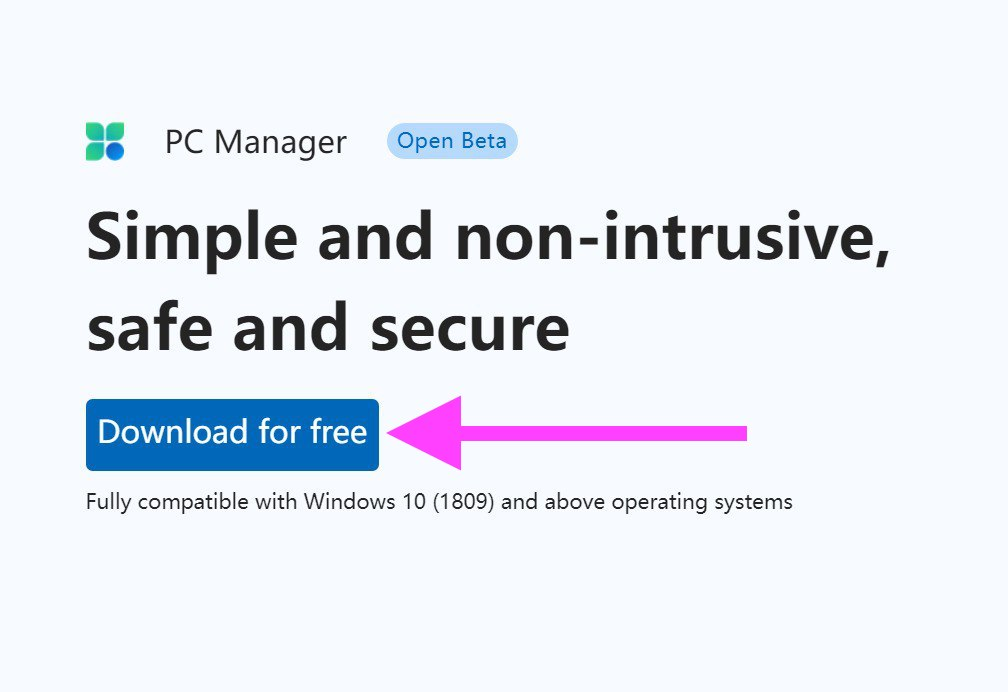 PC Manager Open Beta
Simple and non-intrusive,
safe and secure
Download for free
Fully compatible with Windows 10 (1809) and above operating systems